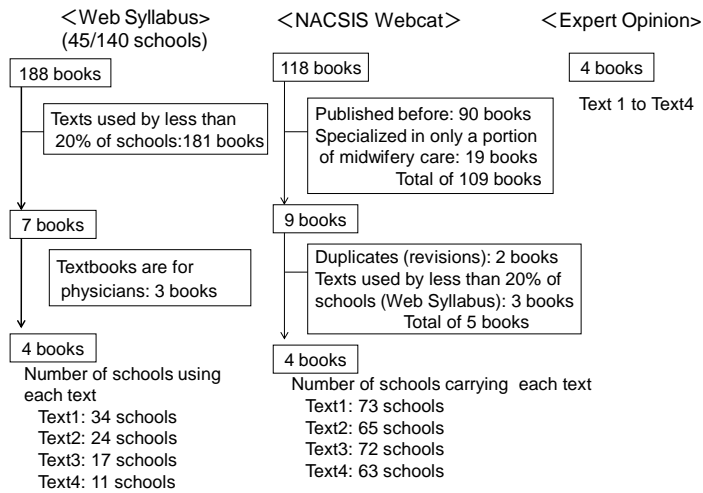 ＜Web Syllabus>
(45/140 schools)
188 books
Texts used by less than
20% of schools:181 books
7 books
Textbooks are for
physicians: 3 books
4 books
Number of schools using
each text
Text1: 34 schools
Text2: 24 schools
Text3: 17 schools
Text4: 11 schools
＜NACSIS Webcat＞
118 books
Published before: 90 books
Specialized in only a portion
of midwifery care: 19 books
Total of 109 books
9 books
Duplicates (revisions): 2 books
Texts used by less than 20% of
schools (Web Syllabus): 3 books
Total of 5 books
4 books
Number of schools carrying each text
Text1: 73 schools
Text2: 65 schools
Text3: 72 schools
Text4: 63 schools
＜Expert Opinion>
4 books
Text 1 to Text4